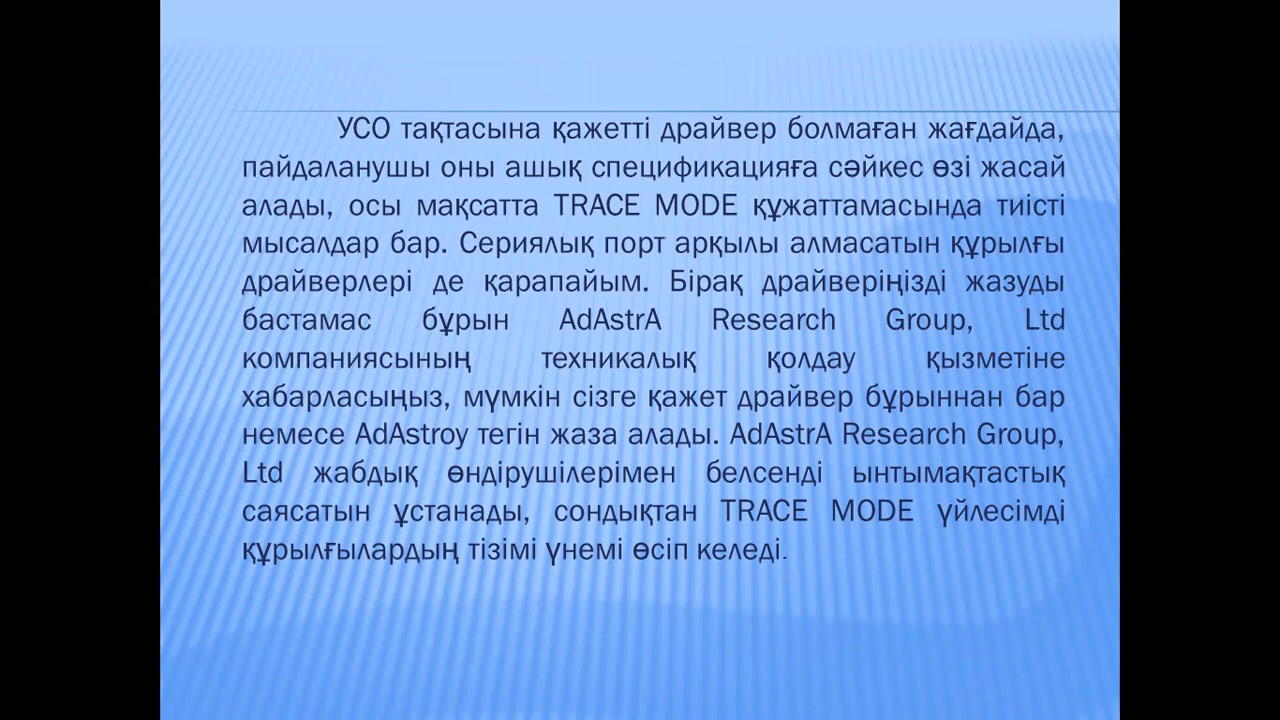 УСО тақтасына қажетті драйвер болмаған жағдайда,
пайдаланушы оны ашық спецификацияға сәйкес өзі жасай
алады, осы мақсатта TRACE MODE құжаттамасында тиісті
мысалдар бар. Сериялық порт арқылы алмасатын құрылғы
драйверлері де қарапайым. Бірақ драйверіңізді жазуды
бастамас бұрын AdAstrA Research Group, Ltd
компаниясының техникалық қолдау қызметіне
хабарласыңыз, мүмкін сізге қажет драйвер бұрыннан бар
немесе AdAstroy тегін жаза алады. AdAstrA Research Group,
Ltd жабдық өндірушілерімен белсенді ынтымақтастық
саясатын ұстанады, сондықтан TRACE MODE үйлесімді
құрылғылардың тізімі үнемі өсіп келеді.